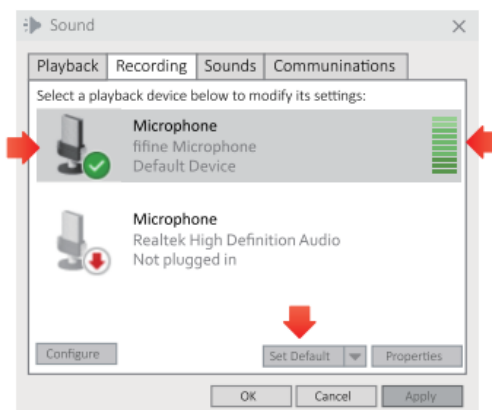 Sound
Playback Recording Sounds Communinations
Select a playback device below to modify its settings:
Microphone
fifine Microphone
Default Device
Microphone
Realtek High Definition Audio
Not plugged in
Configure Set Default Properties
OK Cancel Apply